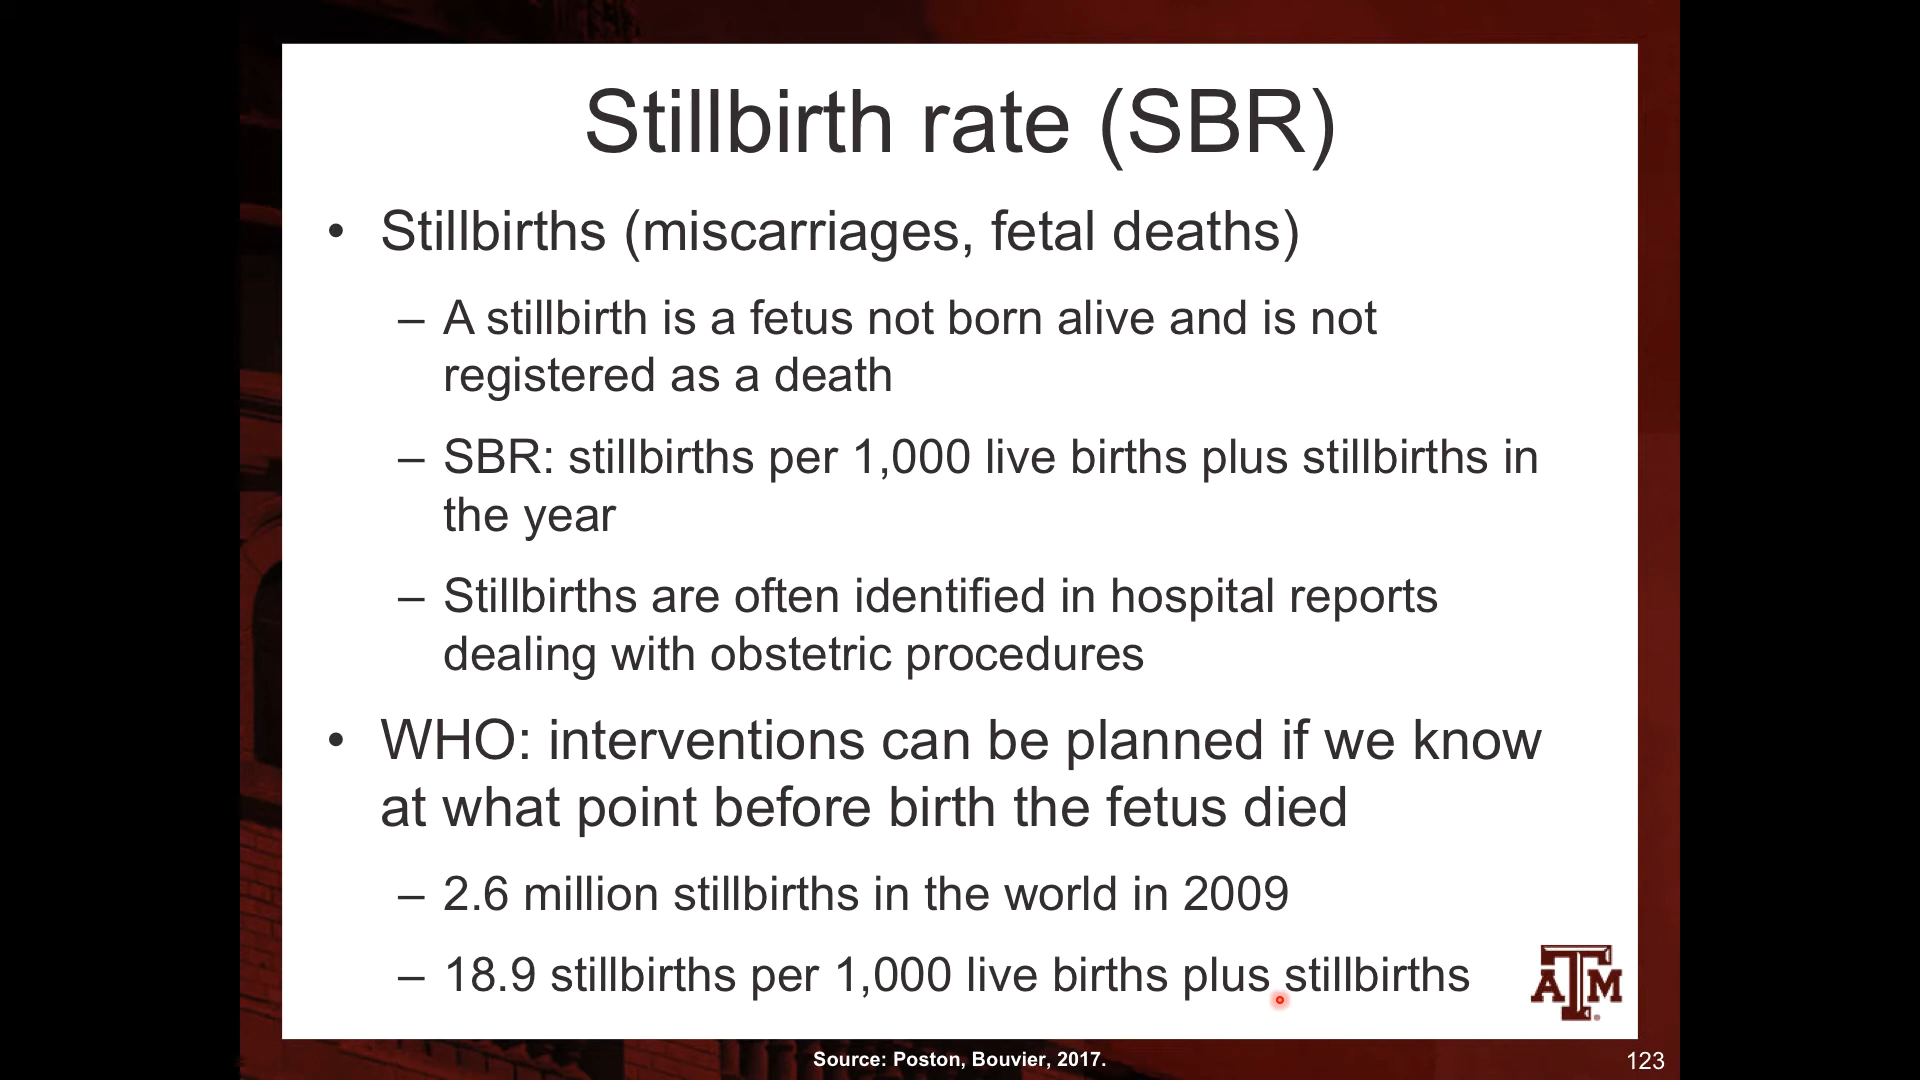 Stillbirth rate (SBR)
• Stillbirths (miscarriages, fetal deaths)
– A stillbirth is a fetus not born alive and is not
registered as a death
– SBR: stillbirths per 1,000 live births plus stillbirths in
the year
– Stillbirths are often identified in hospital reports
dealing with obstetric procedures
• WHO: interventions can be planned if we know
at what point before birth the fetus died
– 2.6 million stillbirths in the world in 2009
– 18.9 stillbirths per 1,000 live births plus stillbirths
ATM®
Source: Poston, Bouvier, 2017.
123